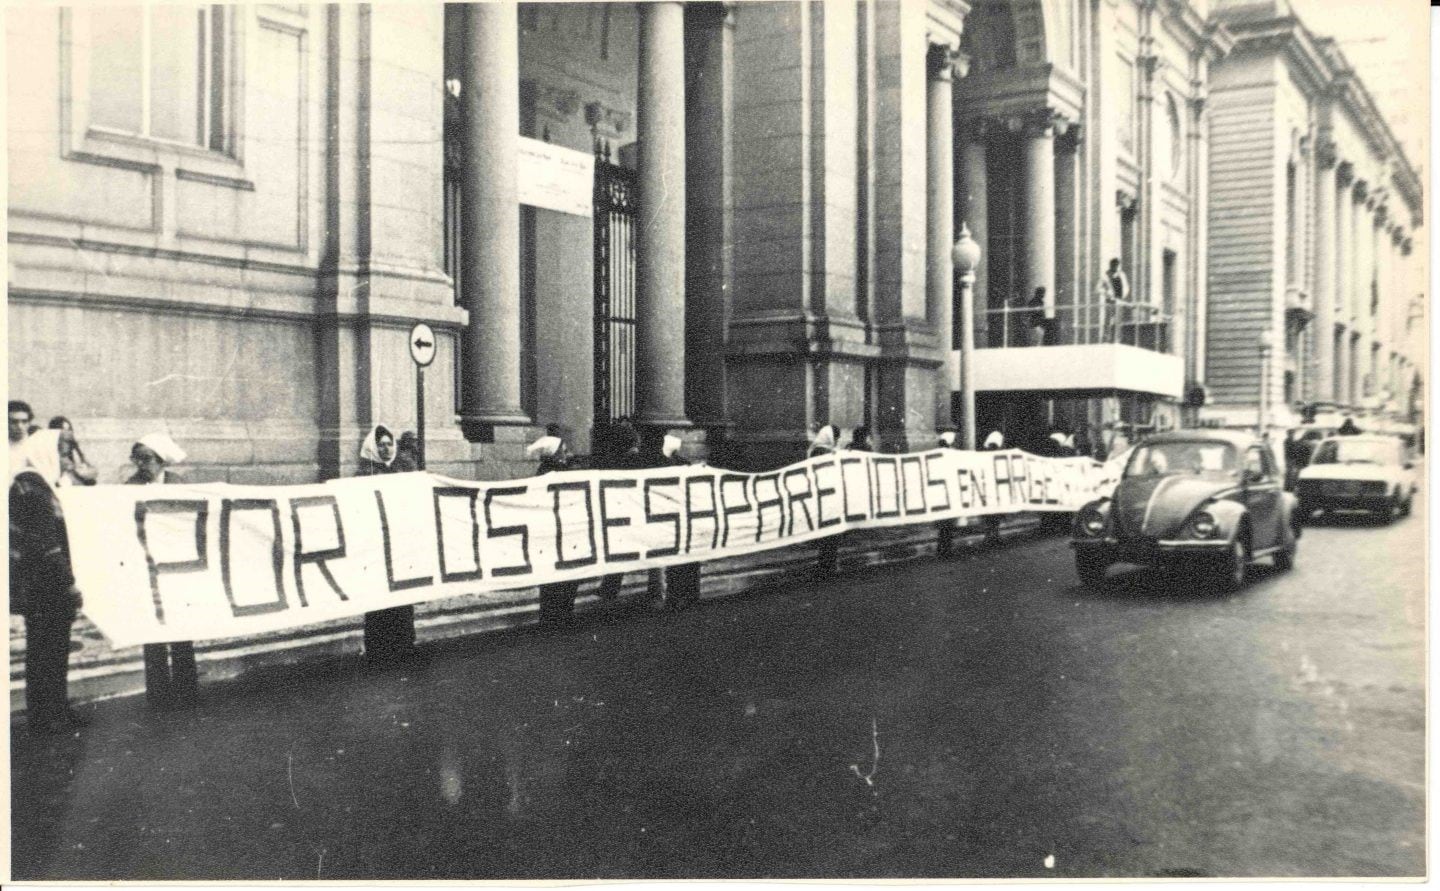 POR LOS DESAPARECIDOS EN